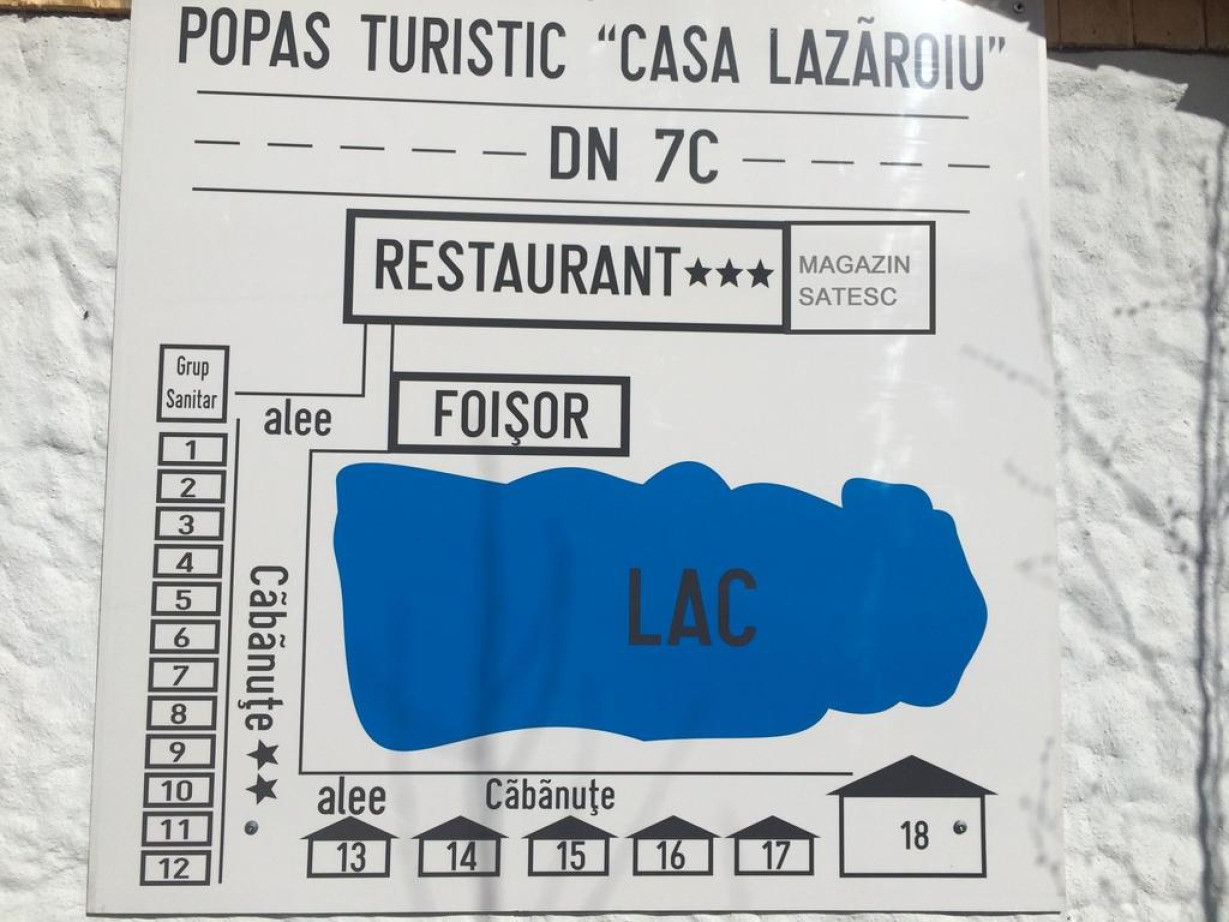 POPAS TURISTIC “CASA LAZÃROIU”
DN 7C
RESTAURANT★★★
MAGAZIN
SATESC
Grup
Sanitar
alee
FOIŞOR
1
2
3
4
5
6
7
8
9
10
11
12
Cãbãnuţe ★★
LAC
alee
Cãbãnuţe
13
14
15
16
17
18